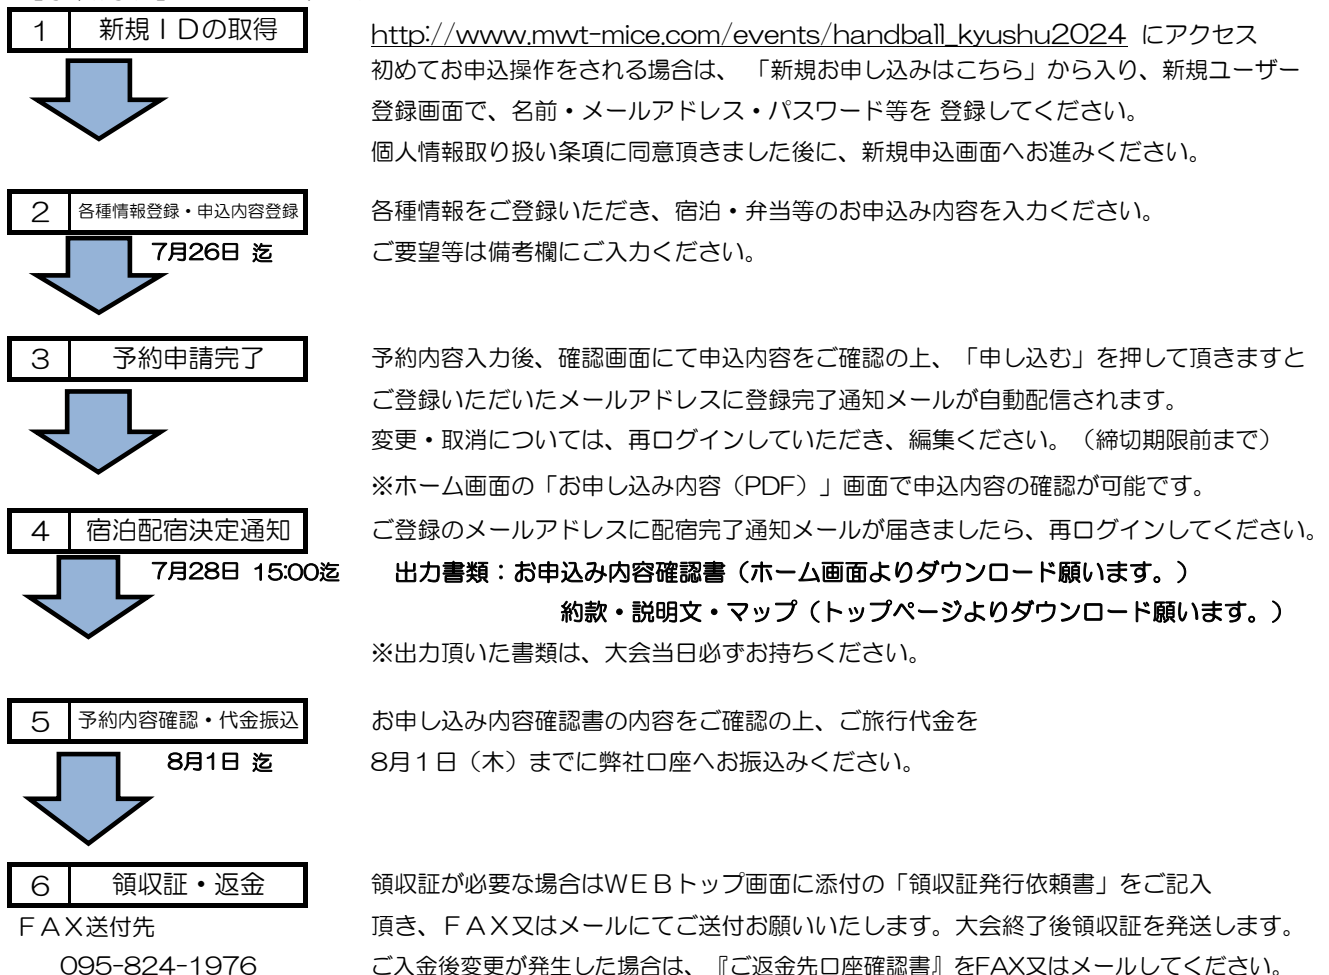 1 新規ＩＤの取得
http://www.mwt-mice.com/events/handball_kyushu2024 にアクセス
初めてお申込操作をされる場合は、「新規お申し込みはこちら」から入り、新規ユーザー
登録画面で、名前・メールアドレス・パスワード等を 登録してください。
個人情報取り扱い条項に同意頂きました後に、新規申込画面へお進みください。
2 各種情報登録・申込内容登録
各種情報をご登録いただき、宿泊・弁当等のお申込み内容を入力ください。
7月26日 迄
ご要望等は備考欄にご入力ください。
3 予約申請完了
予約内容入力後、確認画面にて申込内容をご確認の上、「申し込む」を押して頂きますと
ご登録いただいたメールアドレスに登録完了通知メールが自動配信されます。
変更・取消については、再ログインしていただき、編集ください。（締切期限前まで）
※ホーム画面の「お申し込み内容（PDF）」画面で申込内容の確認が可能です。
4 宿泊配宿決定通知
ご登録のメールアドレスに配宿完了通知メールが届きましたら、再ログインしてください。
7月28日 15:00迄
出力書類：お申込み内容確認書（ホーム画面よりダウンロード願います。）
約款・説明文・マップ（トップページよりダウンロード願います。）
※出力頂いた書類は、大会当日必ずお持ちください。
5 予約内容確認・代金振込
お申し込み内容確認書の内容をご確認の上、ご旅行代金を
8月1日 迄
8月１日（木）までに弊社口座へお振込みください。
6 領収証・返金
領収証が必要な場合はＷＥＢトップ画面に添付の「領収証発行依頼書」をご記入
ＦＡＸ送付先
頂き、ＦＡＸ又はメールにてご送付お願いいたします。大会終了後領収証を発送します。
095-824-1976
ご入金後変更が発生した場合は、『ご返金先口座確認書』をFAX又はメールしてください。